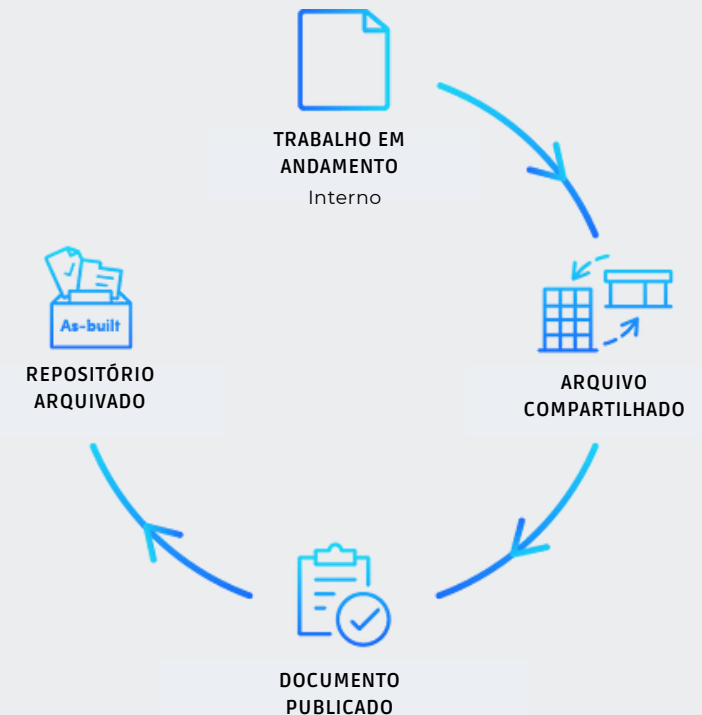 TRABALHO EM
ANDAMENTO
Interno
As-built
REPOSITÓRIO
ARQUIVADO
ARQUIVO
COMPARTILHADO
DOCUMENTO
PUBLICADO